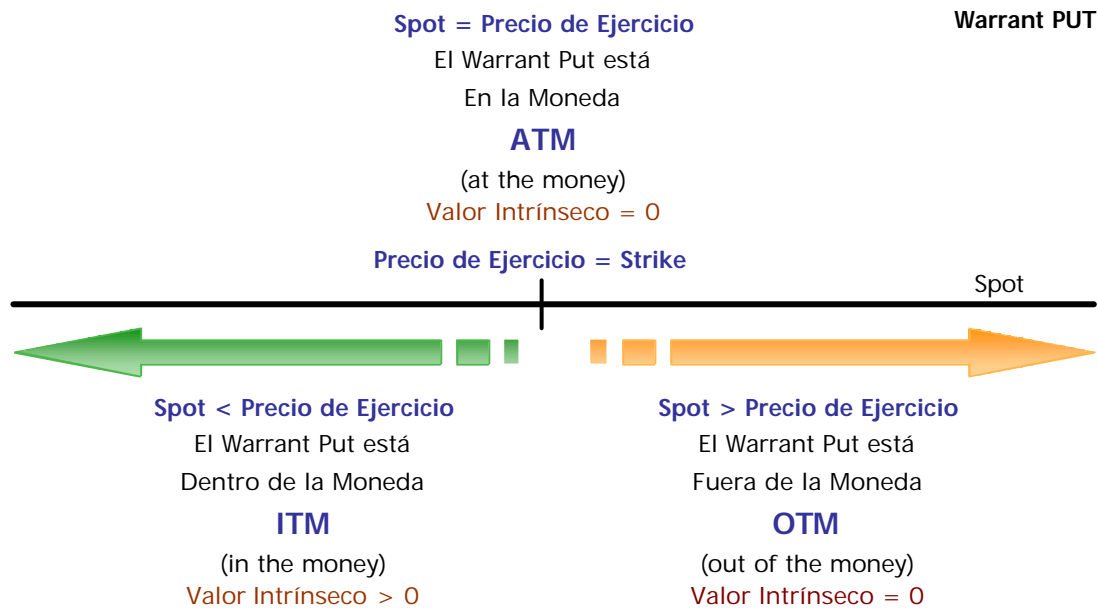 Warrant PUT
Spot = Precio de Ejercicio
El Warrant Put está
En la Moneda
ATM
(at the money)
Valor Intrínseco = 0
Precio de Ejercicio = Strike
Spot
Spot < Precio de Ejercicio
El Warrant Put está
Dentro de la Moneda
ITM
(in the money)
Valor Intrínseco > 0
Spot > Precio de Ejercicio
El Warrant Put está
Fuera de la Moneda
OTM
(out of the money)
Valor Intrínseco = 0